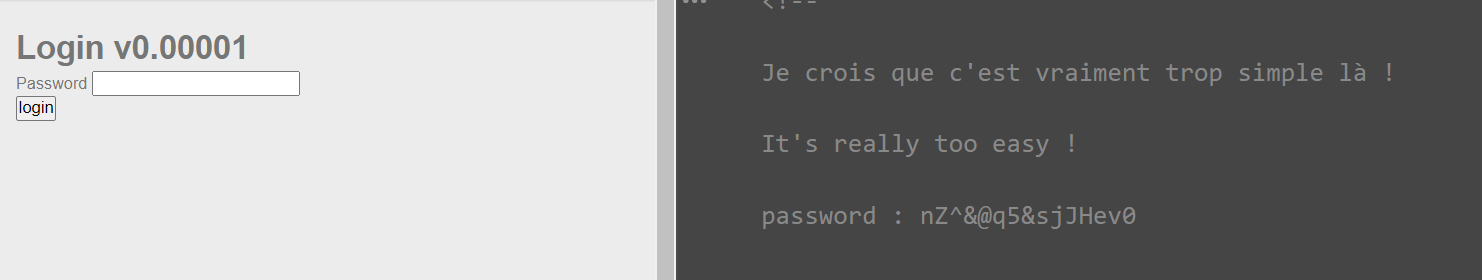 Login v0.00001
Password
login
<!--
Je crois que c'est vraiment trop simple là !
It's really too easy !
password : nZ^&@q5&sjJHev0